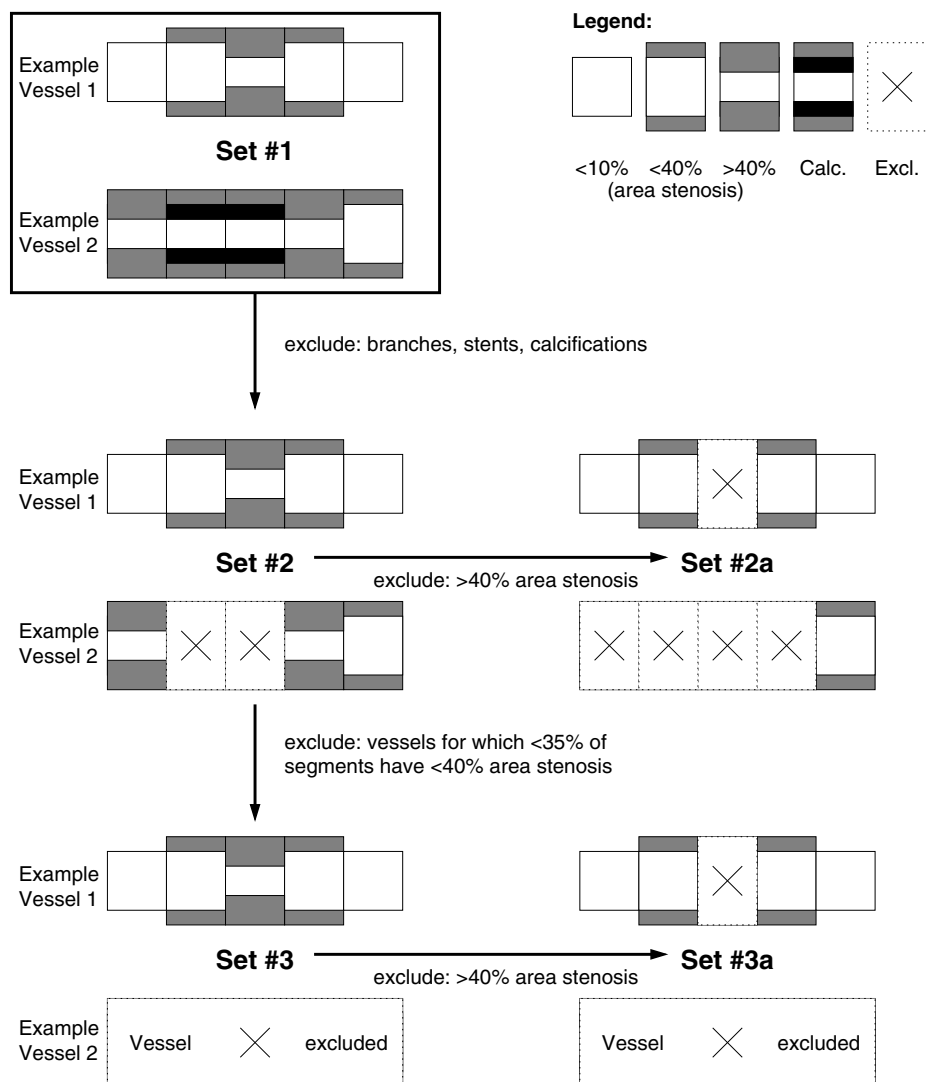 Legend:
Example
Vessel 1
Set #1
<10% <40% >40% Calc. Excl.
(area stenosis)
Example
Vessel 2
exclude: branches, stents, calcifications
Example
Vessel 1
Set #2
Set #2a
exclude: >40% area stenosis
Example
Vessel 2
exclude: vessels for which <35% of
segments have <40% area stenosis
Example
Vessel 1
Set #3
Set #3a
exclude: >40% area stenosis
Example
Vessel 2
Vessel excluded
Vessel excluded